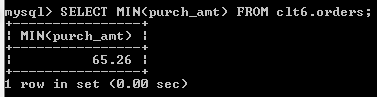 mysql> SELECT MIN(purch_amt) FROM clt6.orders;
+----------------+
| MIN(purch_amt) |
+----------------+
|          65.26 |
+----------------+
1 row in set (0.00 sec)